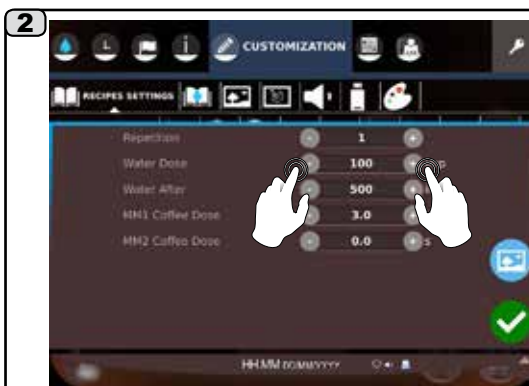 2
CUSTOMIZATION
RECIPES SETTINGS
Repetition 1
Water Dose 100
Water After 500
MM1 Coffee Dose 3.0
MM2 Coffee Dose 0.0 s
HH:MM DD/MM/YYYY